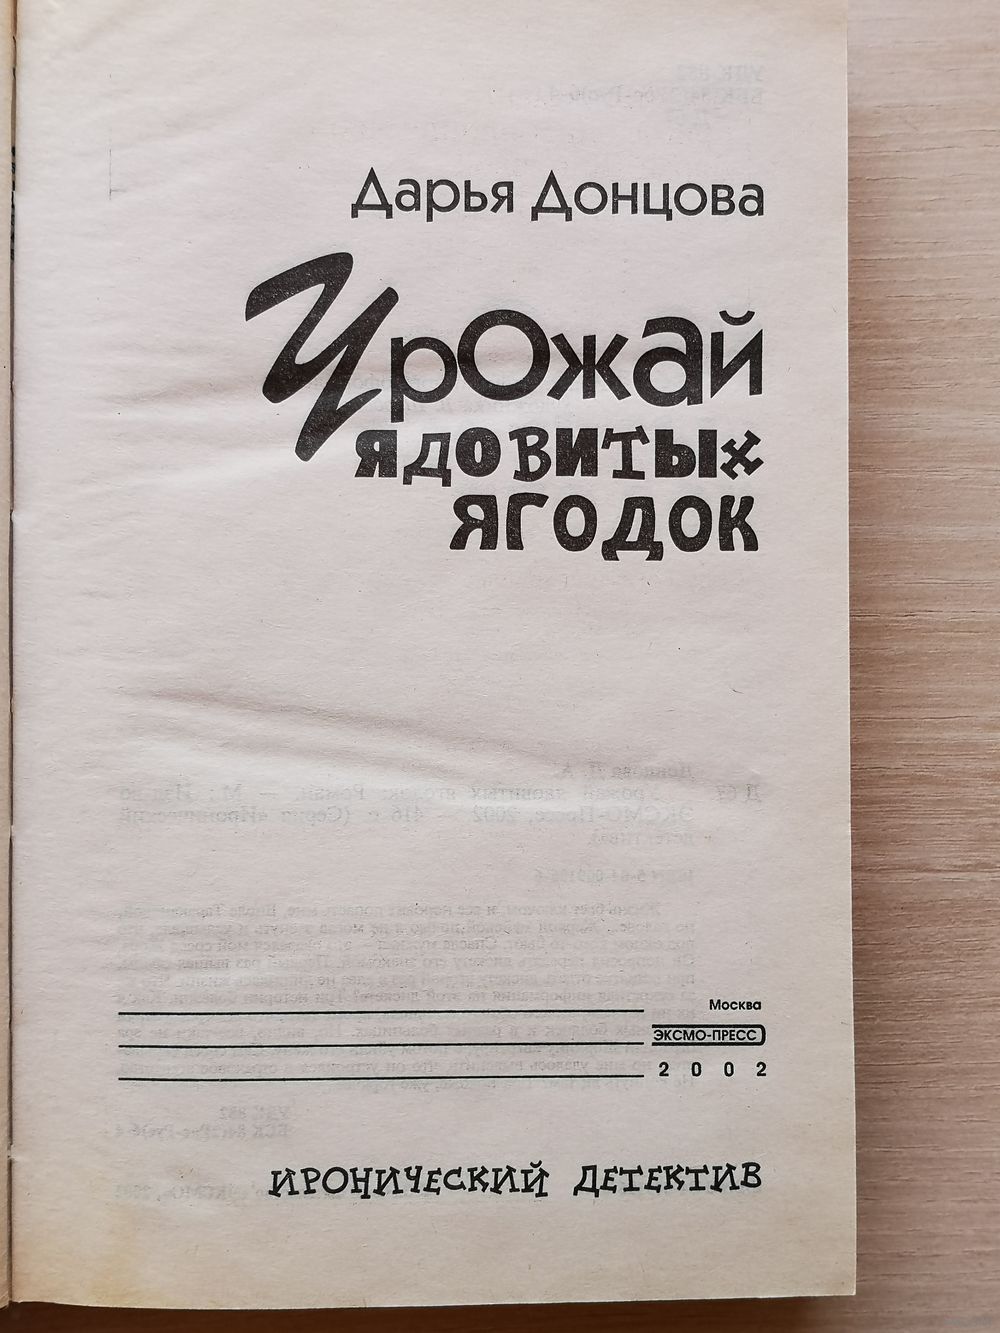 Дарья Донцова
Урожай
ядовитых
ягодок
Москва
ЭКСМО-ПРЕСС
2002
ИРОНИЧЕСКИЙ ДЕТЕКТИВ